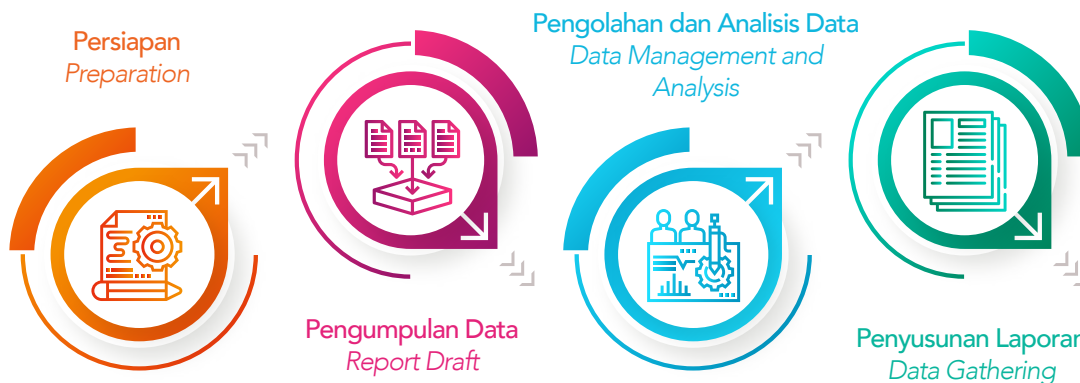 Persiapan
Preparation
Pengumpulan Data
Report Draft
Pengolahan dan Analisis Data
Data Management and
Analysis
Penyusunan Laporan
Data Gathering